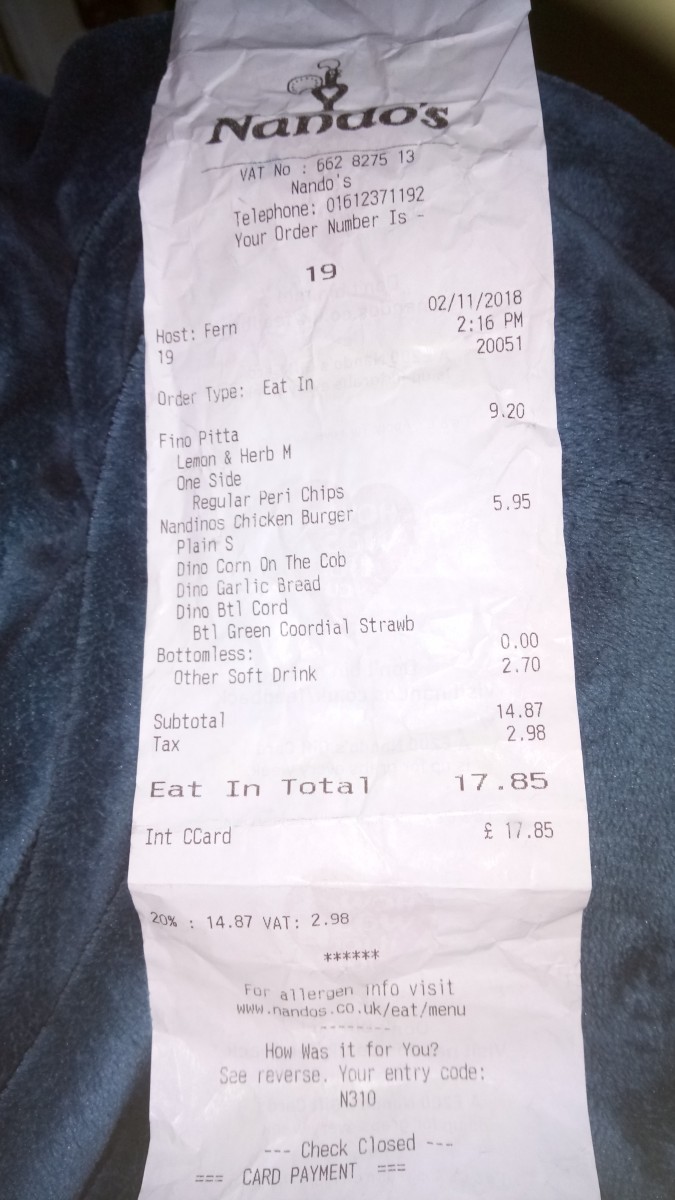 Nando's
VAT No : 662 8275 13
Nando's
Telephone: 01612371192
Your Order Number Is -
19
02/11/2018
Host: Fern 2:16 PM
19 20051
Order Type: Eat In
Fino Pitta 9.20
Lemon & Herb M
One Side
Regular Peri Chips
Nandinos Chicken Burger 5.95
Plain S
Dino Corn On The Cob
Dino Garlic Bread
Dino Btl Cord
Btl Green Coordial Strawb
Bottomless: 0.00
Other Soft Drink 2.70
Subtotal 14.87
Tax 2.98
Eat In Total 17.85
Int CCard £ 17.85
20% : 14.87 VAT: 2.98
******
For allergen info visit
www.nandos.co.uk/eat/menu
--------
How Was it for You?
See reverse. Your entry code:
N310
--- Check Closed ---
=== CARD PAYMENT ===